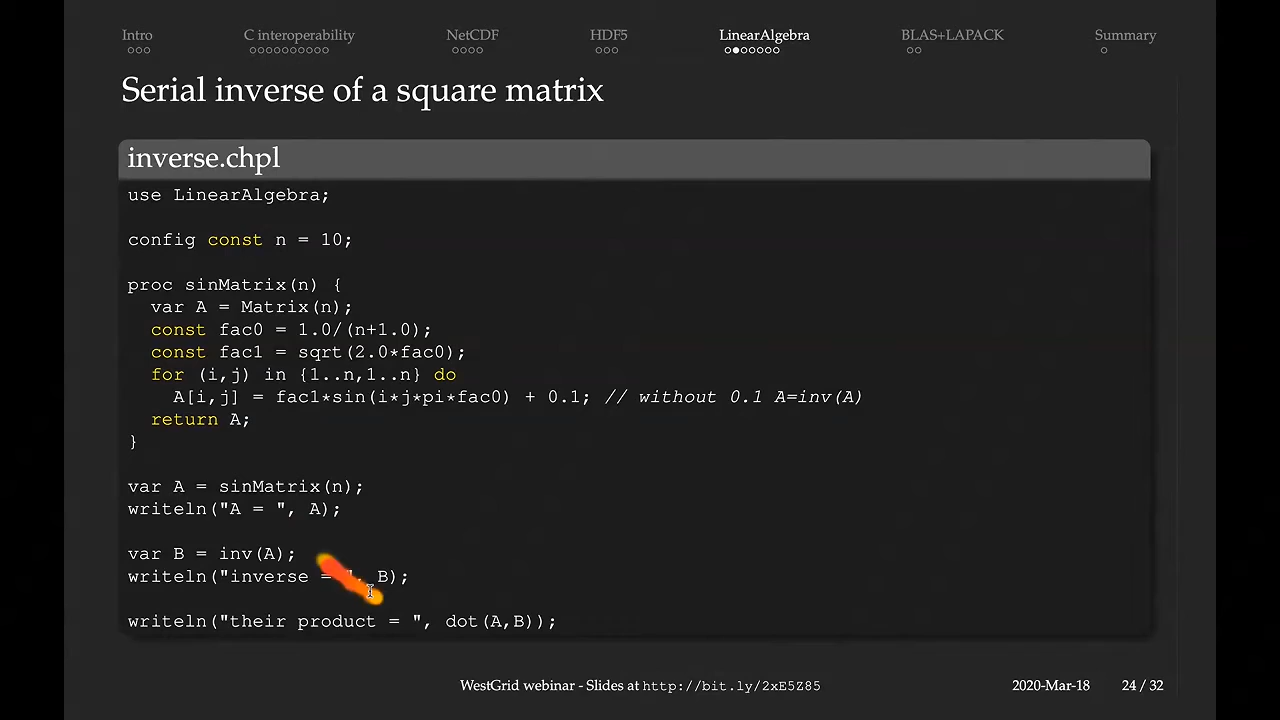 Intro C interoperability NetCDF HDF5 LinearAlgebra BLAS+LAPACK Summary
Serial inverse of a square matrix
inverse.chpl
use LinearAlgebra;
config const n = 10;
proc sinMatrix(n) {
var A = Matrix(n);
const fac0 = 1.0/(n+1.0);
const fac1 = sqrt(2.0*fac0);
for (i,j) in {1..n,1..n} do
A[i,j] = fac1*sin(i*j*pi*fac0) + 0.1; // without 0.1 A=inv(A)
return A;
}
var A = sinMatrix(n);
writeln("A = ", A);
var B = inv(A);
writeln("inverse = ", B);
writeln("their product = ", dot(A,B));
WestGrid webinar - Slides at http://bit.ly/2xE5Z85 2020-Mar-18 24 / 32